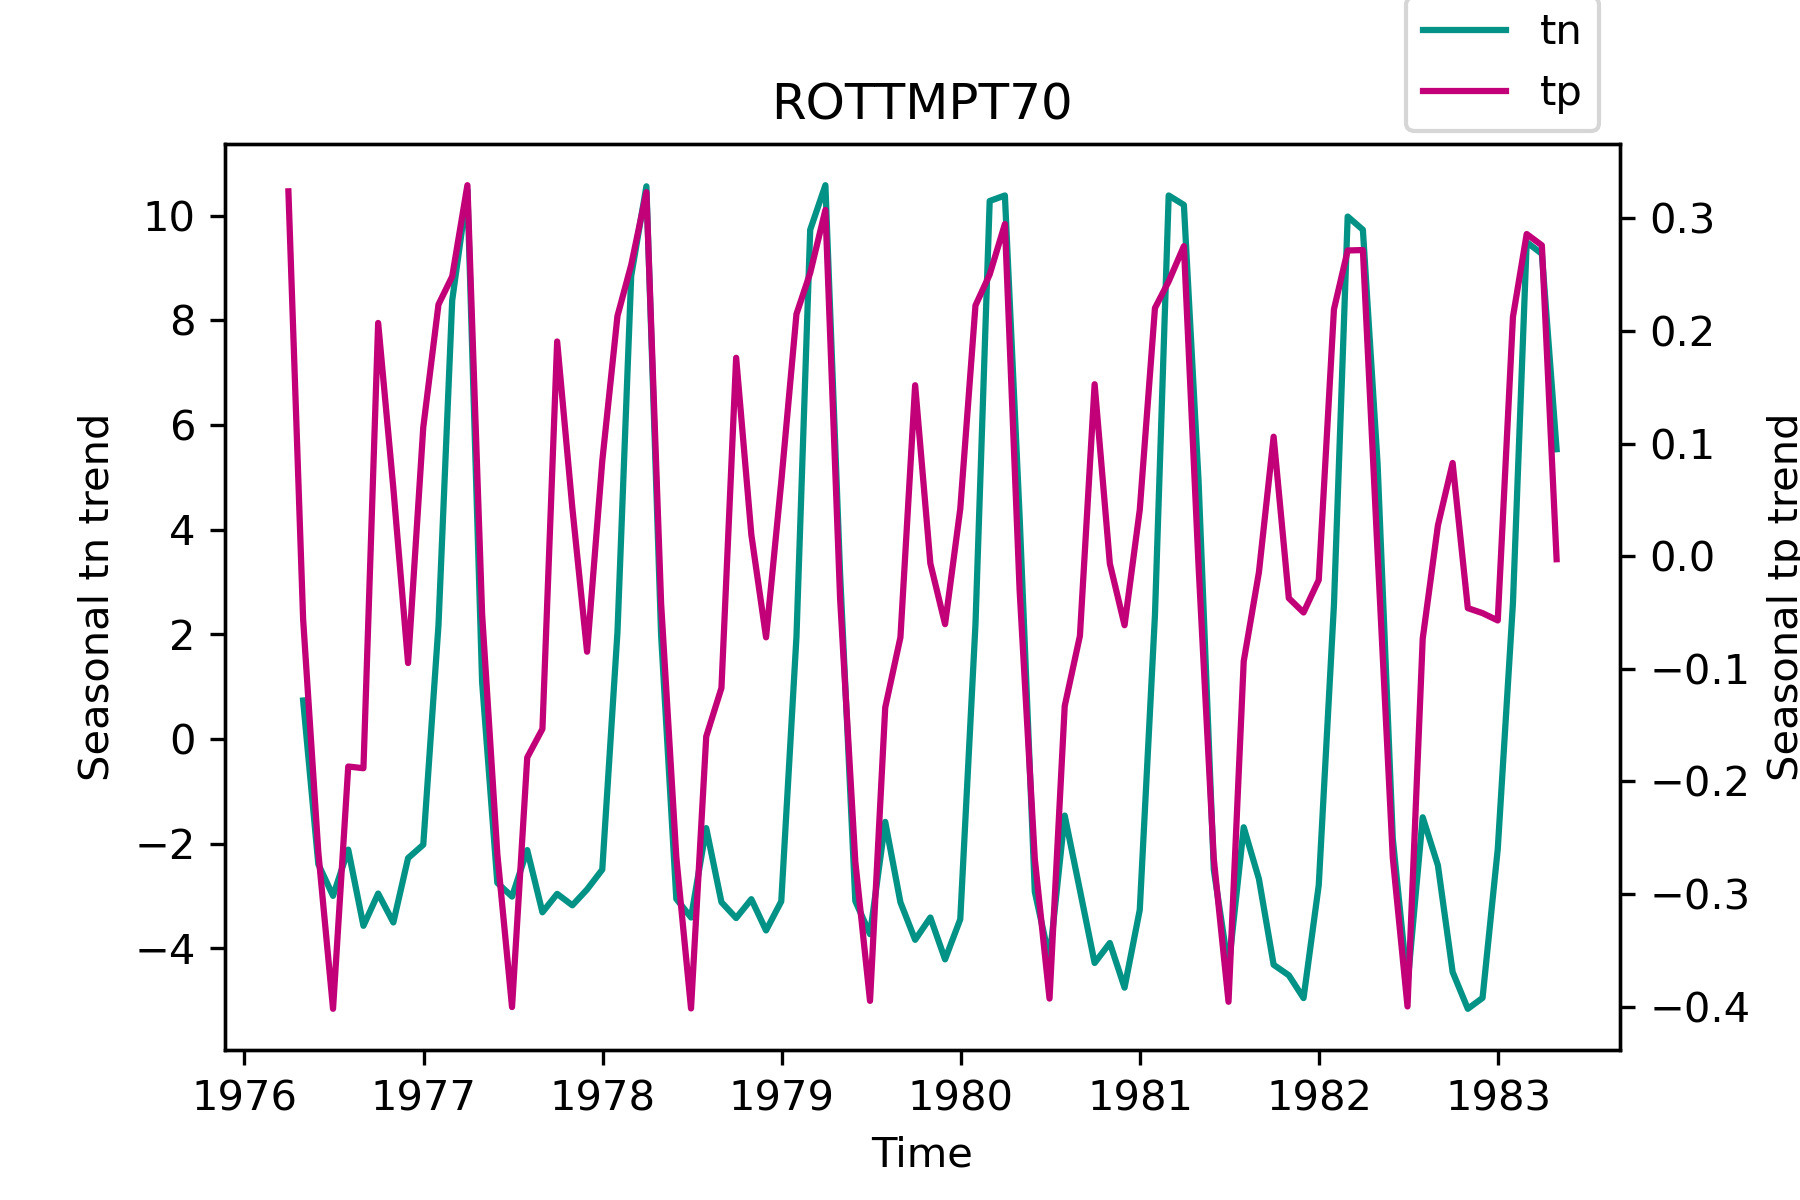 tn
tp
ROTTMPT70
Seasonal tn trend
10
8
6
4
2
0
−2
−4
0.3
0.2
0.1
0.0
−0.1
−0.2
−0.3
−0.4
Seasonal tp trend
1976 1977 1978 1979 1980 1981 1982 1983
Time